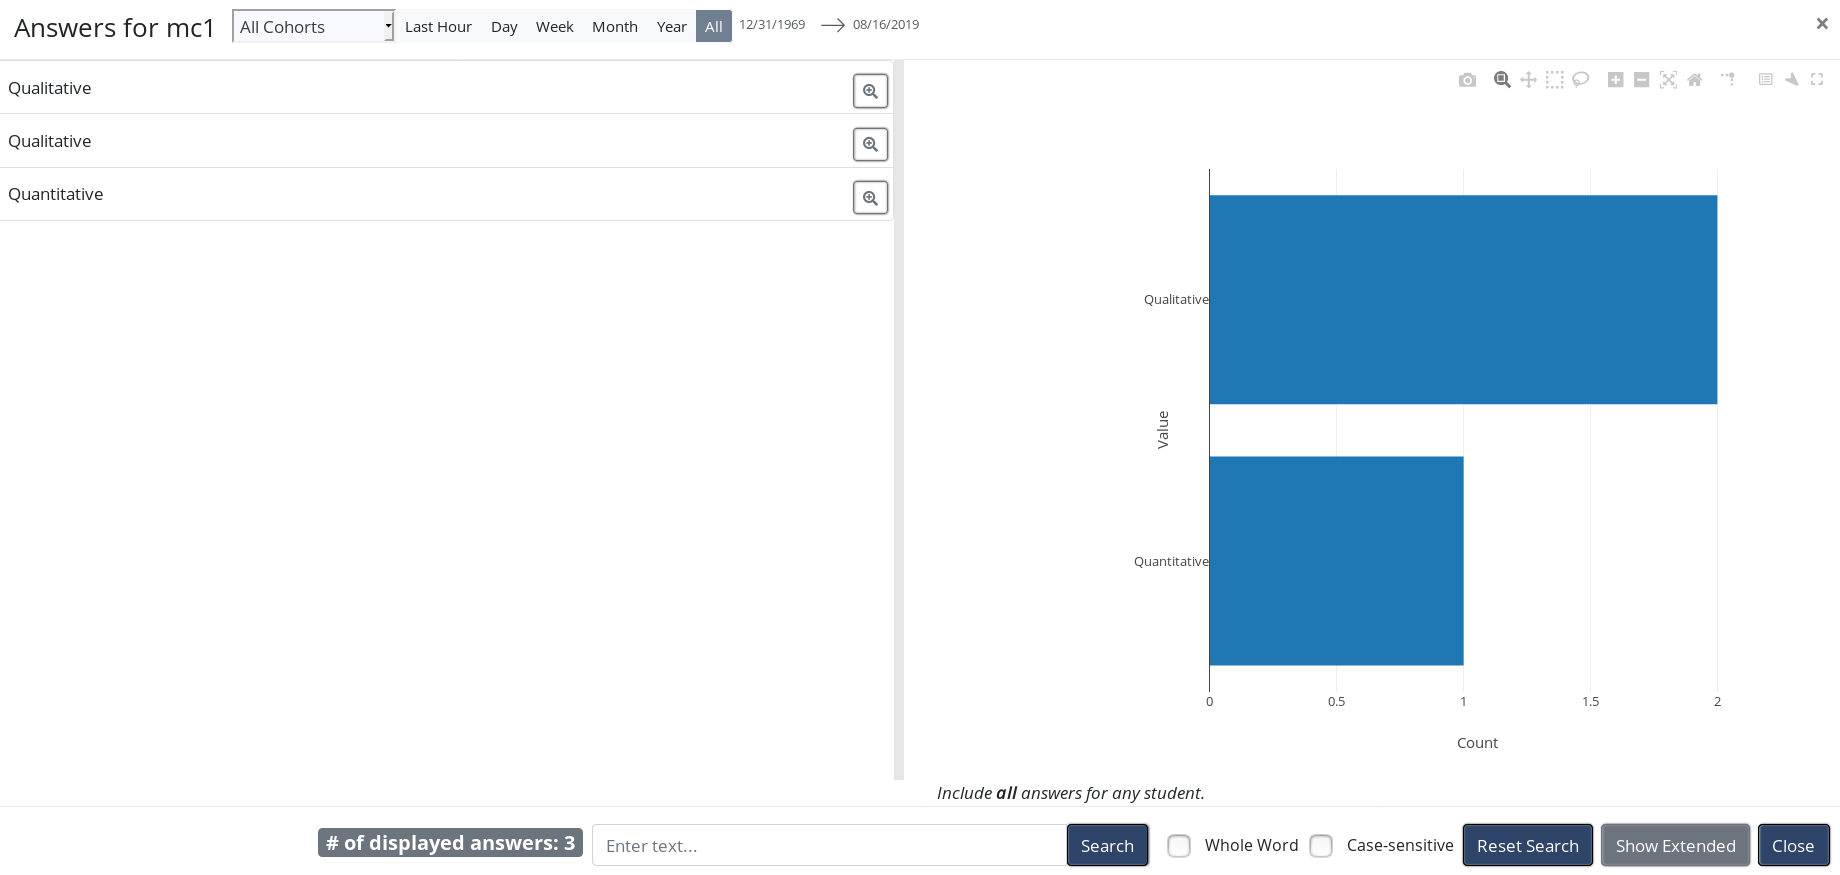 Answers for mc1 All Cohorts Last Hour Day Week Month Year All 12/31/1969 → 08/16/2019 ×
Qualitative
Qualitative
Quantitative
Qualitative
Value
Quantitative
0 0.5 1 1.5 2
Count
Include all answers for any student.
# of displayed answers: 3 Enter text... Search Whole Word Case-sensitive Reset Search Show Extended Close